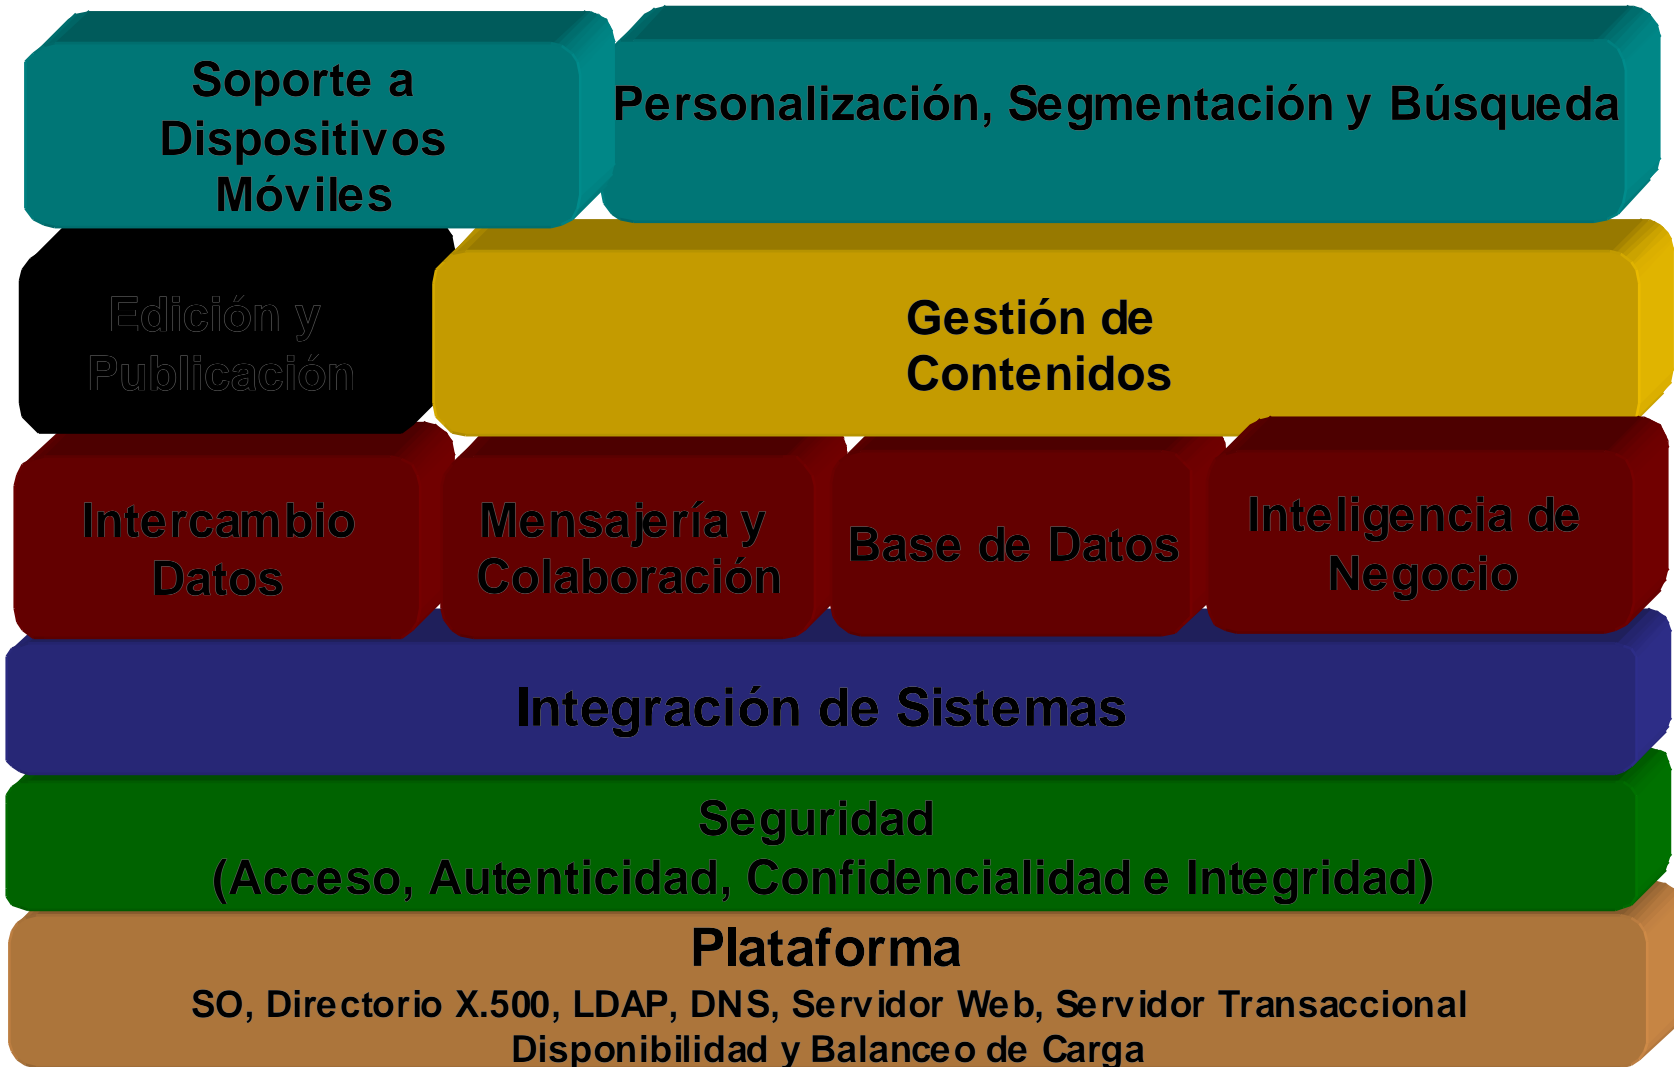 Soporte a
Dispositivos
Móviles
Personalización, Segmentación y Búsqueda
Edición y
Publicación
Gestión de
Contenidos
Intercambio
Datos
Mensajería y
Colaboración
Base de Datos
Inteligencia de
Negocio
Integración de Sistemas
Seguridad
(Acceso, Autenticidad, Confidencialidad e Integridad)
Plataforma
SO, Directorio X.500, LDAP, DNS, Servidor Web, Servidor Transaccional
Disponibilidad y Balanceo de Carga